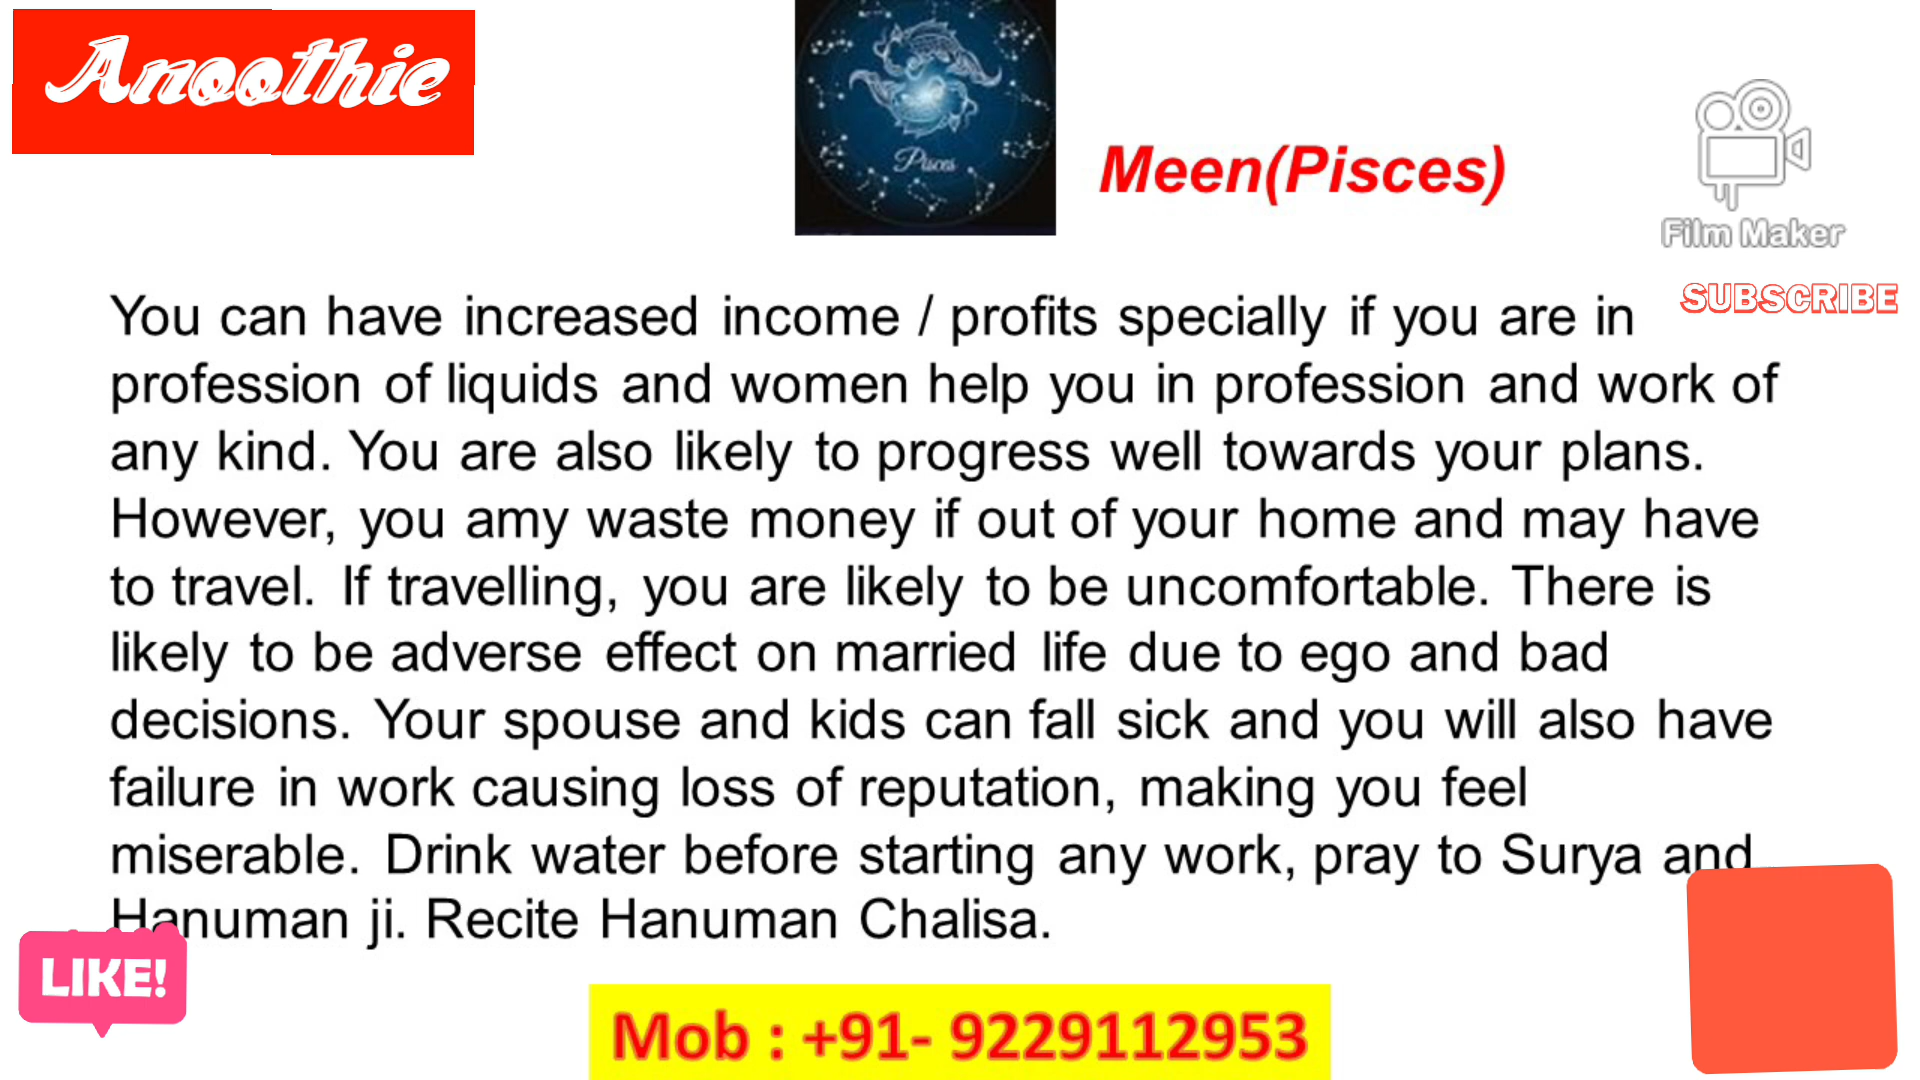 Anoothie
Pisces
Meen(Pisces)
Film Maker
SUBSCRIBE
You can have increased income / profits specially if you are in
profession of liquids and women help you in profession and work of
any kind. You are also likely to progress well towards your plans.
However, you amy waste money if out of your home and may have
to travel. If travelling, you are likely to be uncomfortable. There is
likely to be adverse effect on married life due to ego and bad
decisions. Your spouse and kids can fall sick and you will also have
failure in work causing loss of reputation, making you feel
miserable. Drink water before starting any work, pray to Surya and
Hanuman ji. Recite Hanuman Chalisa.
LIKE!
Mob : +91- 9229112953